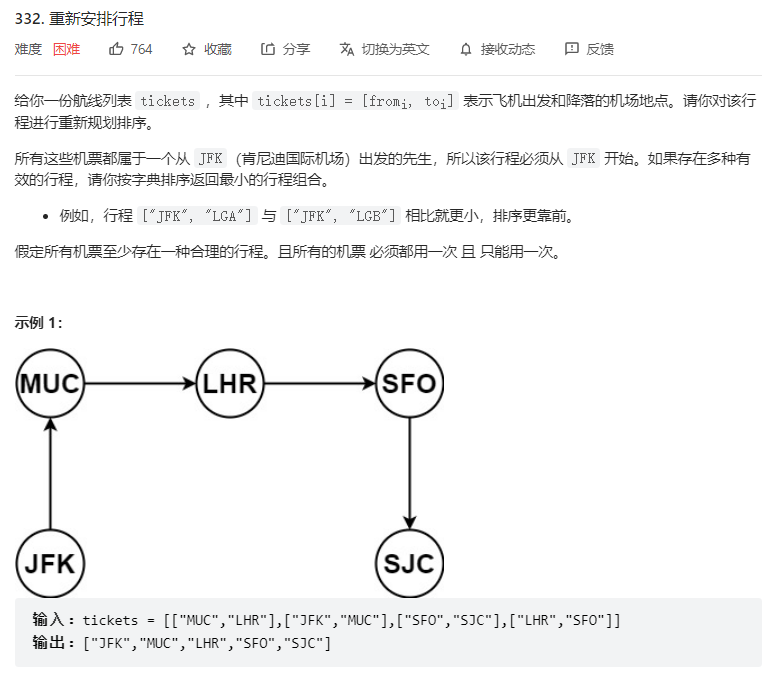 332. 重新安排行程
难度 困难 764 收藏 分享 切换为英文 接收动态 反馈
给你一份航线列表 tickets ，其中 tickets[i] = [fromi, toi] 表示飞机出发和降落的机场地点。请你对该行
程进行重新规划排序。
所有这些机票都属于一个从 JFK（肯尼迪国际机场）出发的先生，所以该行程必须从 JFK 开始。如果存在多种有
效的行程，请你按字典排序返回最小的行程组合。
• 例如，行程 ["JFK", "LGA"] 与 ["JFK", "LGB"] 相比就更小，排序更靠前。
假定所有机票至少存在一种合理的行程。且所有的机票 必须都用一次 且 只能用一次。
示例 1：
MUC LHR SFO
JFK SJC
输入：tickets = [["MUC","LHR"],["JFK","MUC"],["SFO","SJC"],["LHR","SFO"]]
输出：["JFK","MUC","LHR","SFO","SJC"]